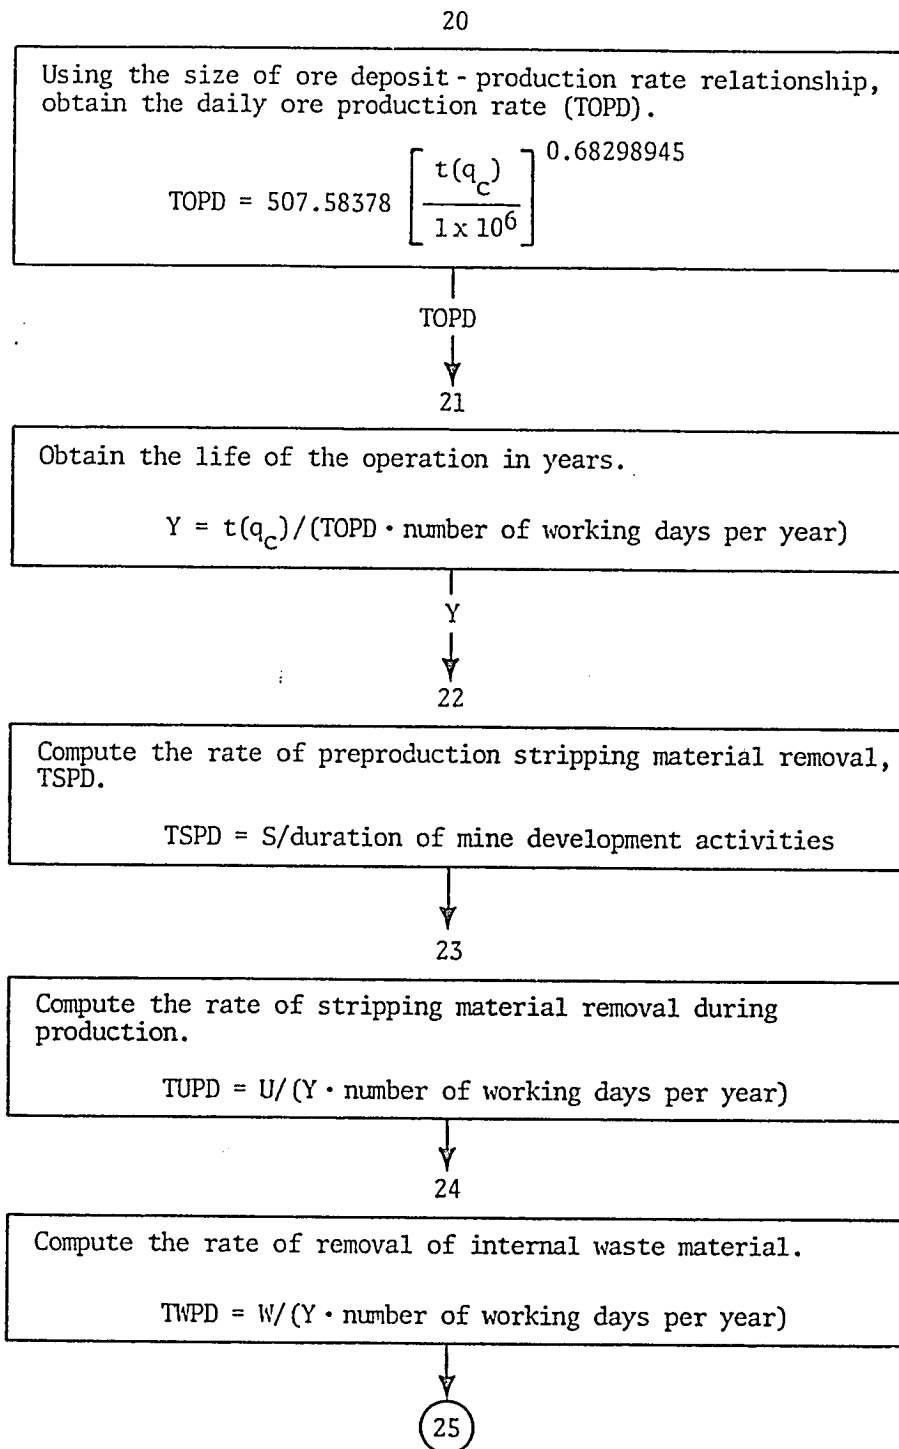 20
Using the size of ore deposit - production rate relationship,
obtain the daily ore production rate (TOPD).
TOPD = 507.58378 [ t(q_c) / 1 x 10^6 ]^0.68298945
TOPD
21
Obtain the life of the operation in years.
Y = t(q_c)/(TOPD · number of working days per year)
Y
22
Compute the rate of preproduction stripping material removal,
TSPD.
TSPD = S/duration of mine development activities
23
Compute the rate of stripping material removal during
production.
TUPD = U/(Y · number of working days per year)
24
Compute the rate of removal of internal waste material.
TWPD = W/(Y · number of working days per year)
25